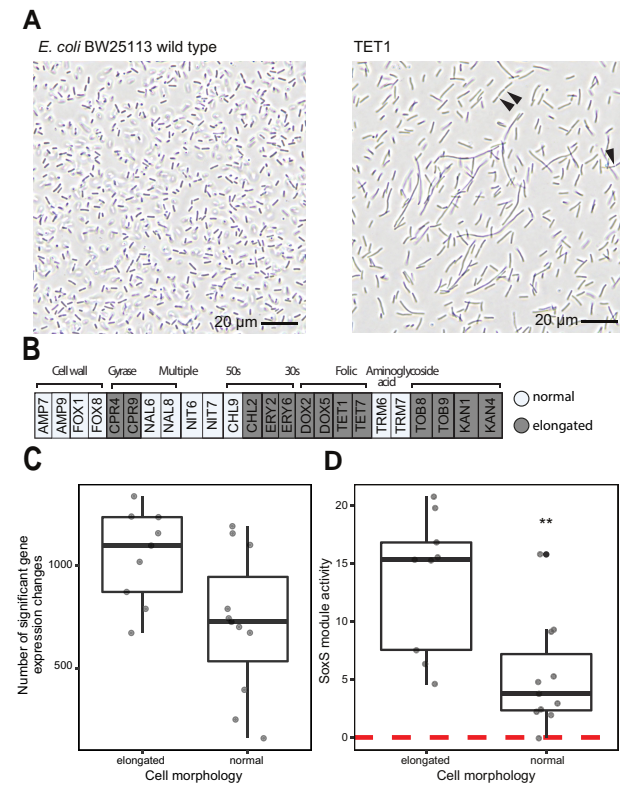 A
E. coli BW25113 wild type
TET1
20 µm
20 µm
B
Cell wall Gyrase Multiple 50s 30s Folic Aminoglycoside
acid
AMP7 AMP9 FOX1 FOX8 CPR4 CPR9 NAL6 NAL8 NIT6 NIT7 CHL9 CHL2 ERY2 ERY6 DOX2 DOX5 TET1 TET7 TRM6 TRM7 TOB8 TOB9 KAN1 KAN4
normal
elongated
C
Number of significant gene
expression changes
1000
500
elongated normal
Cell morphology
D
SoxS module activity
20
15
10
5
0
**
elongated normal
Cell morphology